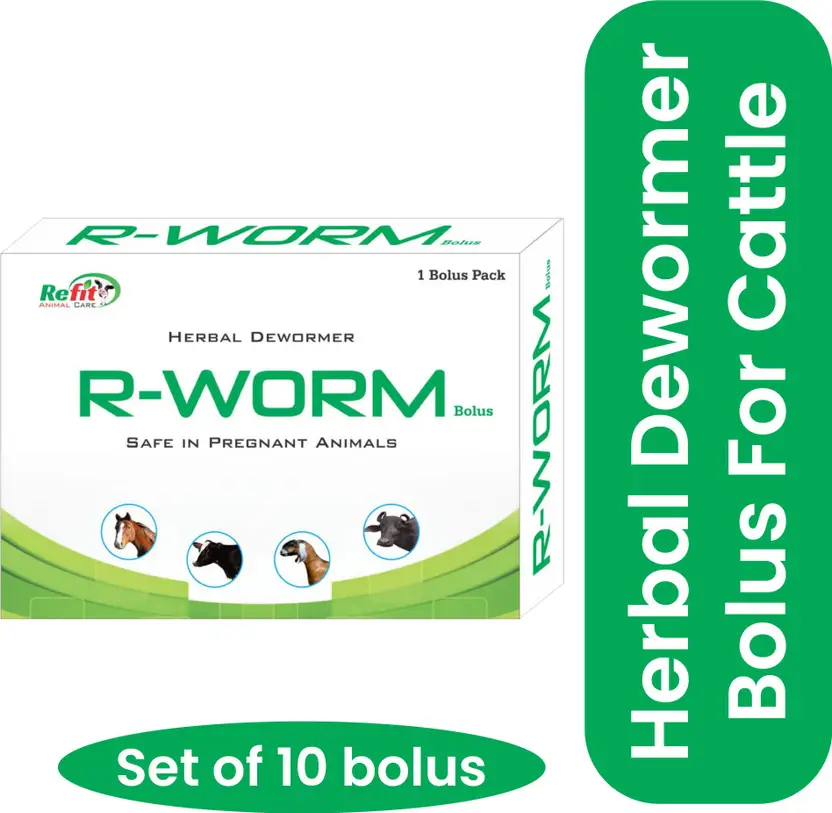 R-WORM Bolus
Refit
ANIMAL CARE
1 Bolus Pack
HERBAL DEWORMER
R-WORM Bolus
SAFE IN PREGNANT ANIMALS
R-WORM Bolus
Set of 10 bolus
Herbal Dewormer
Bolus For Cattle